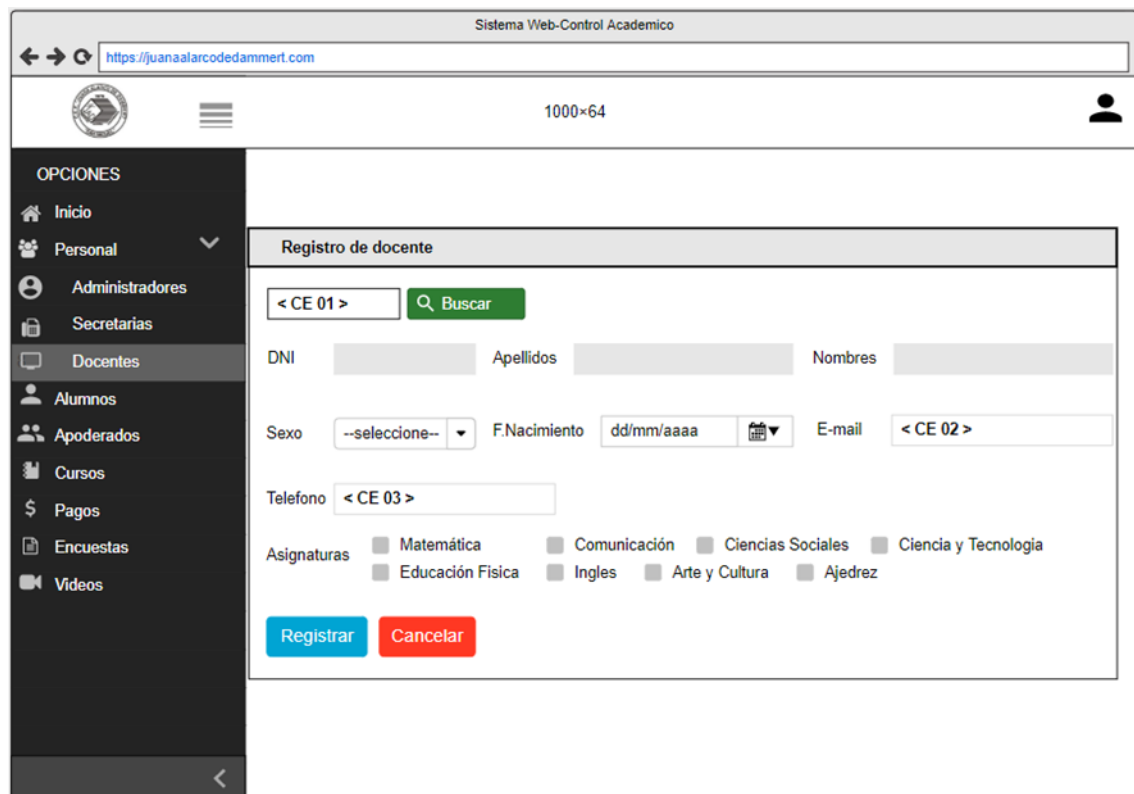 Sistema Web-Control Academico
https://juanaalarcodedammert.com
1000×64
OPCIONES
Inicio
Personal
Administradores
Secretarias
Docentes
Alumnos
Apoderados
Cursos
Pagos
Encuestas
Videos
Registro de docente
< CE 01 > Buscar
DNI Apellidos Nombres
Sexo --seleccione-- F.Nacimiento dd/mm/aaaa E-mail < CE 02 >
Telefono < CE 03 >
Asignaturas
Matemática Comunicación Ciencias Sociales Ciencia y Tecnologia
Educación Fisica Ingles Arte y Cultura Ajedrez
Registrar Cancelar